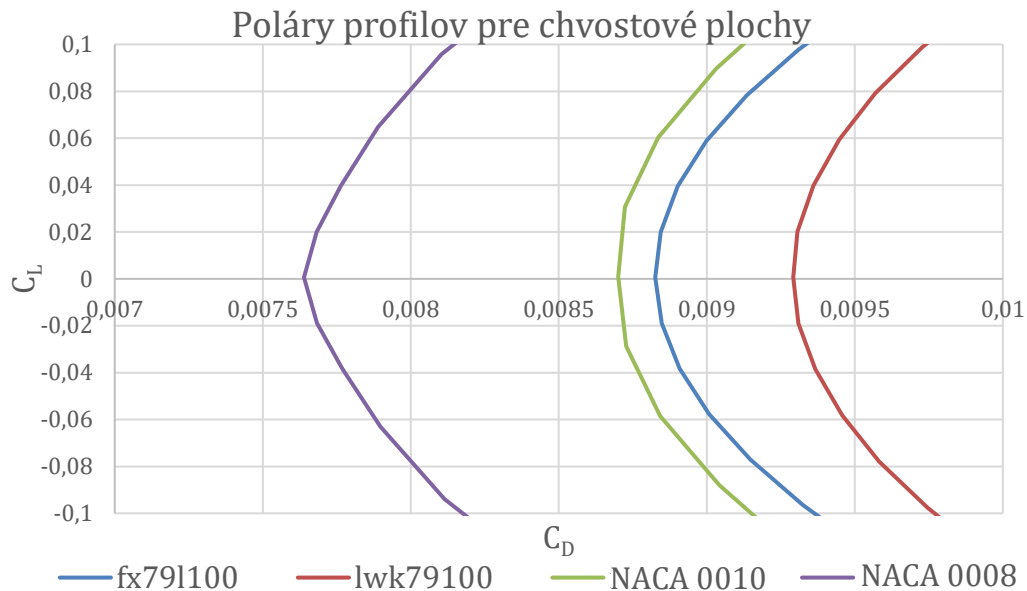 Poláry profilov pre chvostové plochy
0,1
0,08
0,06
0,04
0,02
0
-0,02
-0,04
-0,06
-0,08
-0,1
C_L
0,007 0,0075 0,008 0,0085 0,009 0,0095 0,01
C_D
fx79l100 lwk79100 NACA 0010 NACA 0008